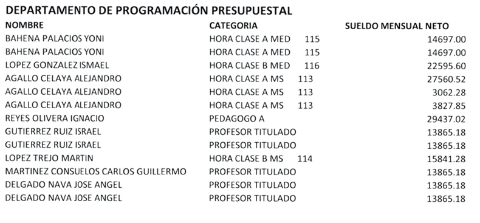 DEPARTAMENTO DE PROGRAMACIÓN PRESUPUESTAL
NOMBRE CATEGORIA SUELDO MENSUAL NETO
BAHENA PALACIOS YONI HORA CLASE A MED 115 14697.00
BAHENA PALACIOS YONI HORA CLASE A MED 115 14697.00
LOPEZ GONZALEZ ISMAEL HORA CLASE B MED 116 22595.60
AGALLO CELAYA ALEJANDRO HORA CLASE A MS 113 27560.52
AGALLO CELAYA ALEJANDRO HORA CLASE A MS 113 3062.28
AGALLO CELAYA ALEJANDRO HORA CLASE A MS 113 3827.85
REYES OLIVERA IGNACIO PEDAGOGO A 29437.02
GUTIERREZ RUIZ ISRAEL PROFESOR TITULADO 13865.18
GUTIERREZ RUIZ ISRAEL PROFESOR TITULADO 13865.18
LOPEZ TREJO MARTIN HORA CLASE B MS 114 15841.28
MARTINEZ CONSUELOS CARLOS GUILLERMO PROFESOR TITULADO 13865.18
DELGADO NAVA JOSE ANGEL PROFESOR TITULADO 13865.18
DELGADO NAVA JOSE ANGEL PROFESOR TITULADO 13865.18